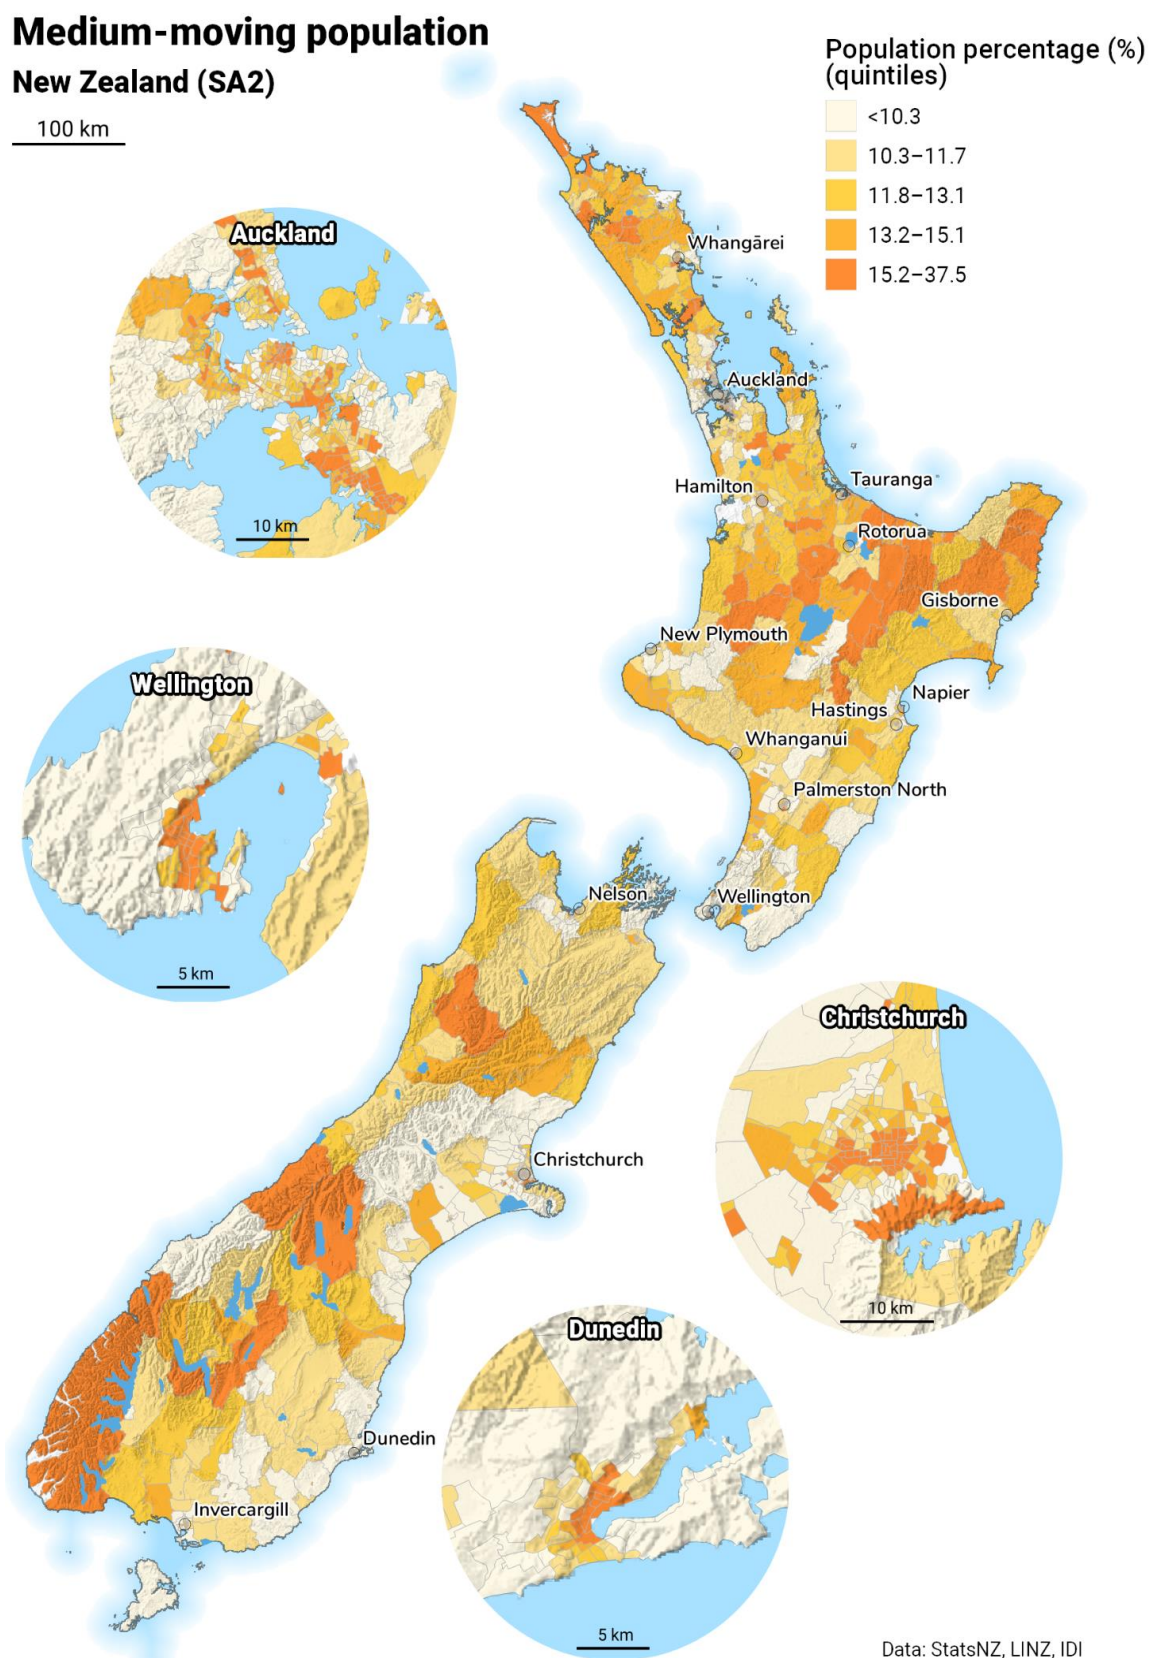 Medium-moving population
New Zealand (SA2)
100 km
Population percentage (%)
(quintiles)
<10.3
10.3–11.7
11.8–13.1
13.2–15.1
15.2–37.5
Auckland
10 km
Whangārei
Auckland
Hamilton
Tauranga
Rotorua
Gisborne
New Plymouth
Napier
Hastings
Whanganui
Palmerston North
Wellington
Wellington
5 km
Nelson
Christchurch
Christchurch
10 km
Dunedin
Dunedin
5 km
Invercargill
Data: StatsNZ, LINZ, IDI